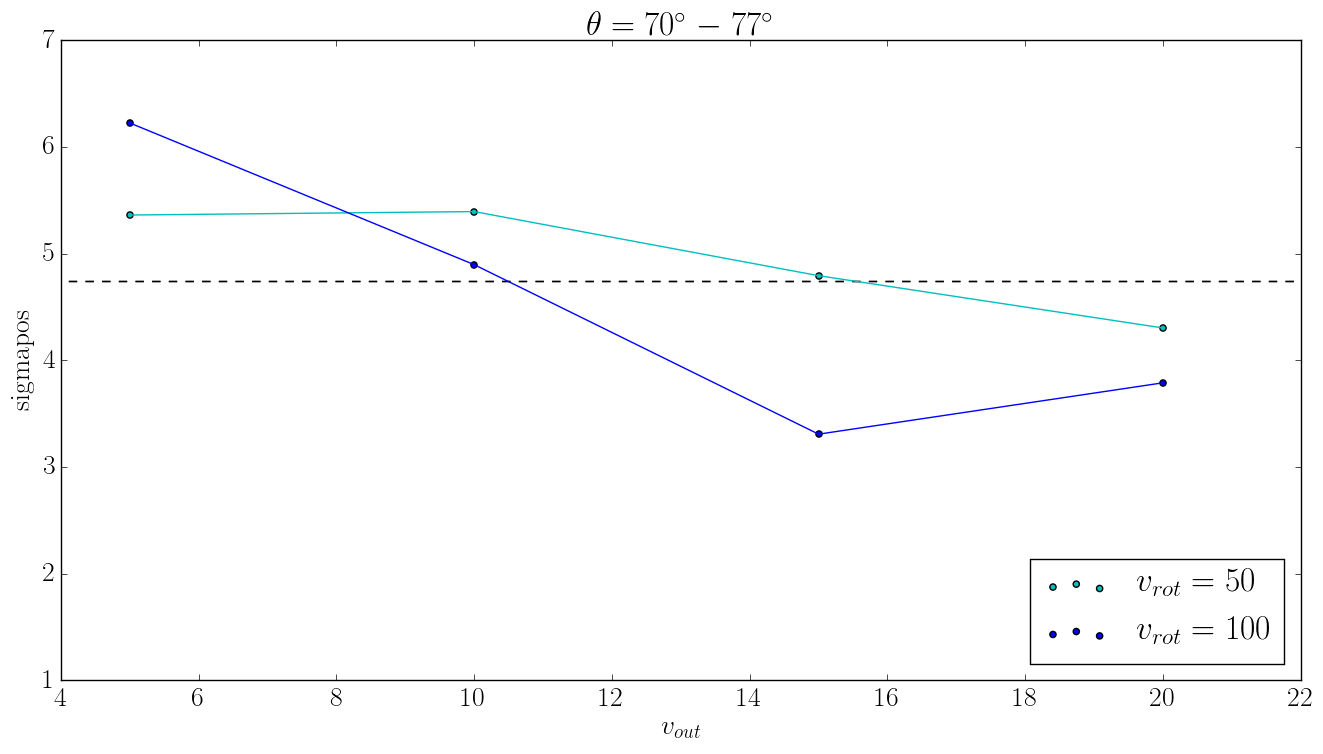 θ = 70° − 77°
7
6
5
4
3
2
1
sigmapos
4 6 8 10 12 14 16 18 20 22
v_out
v_rot = 50
v_rot = 100